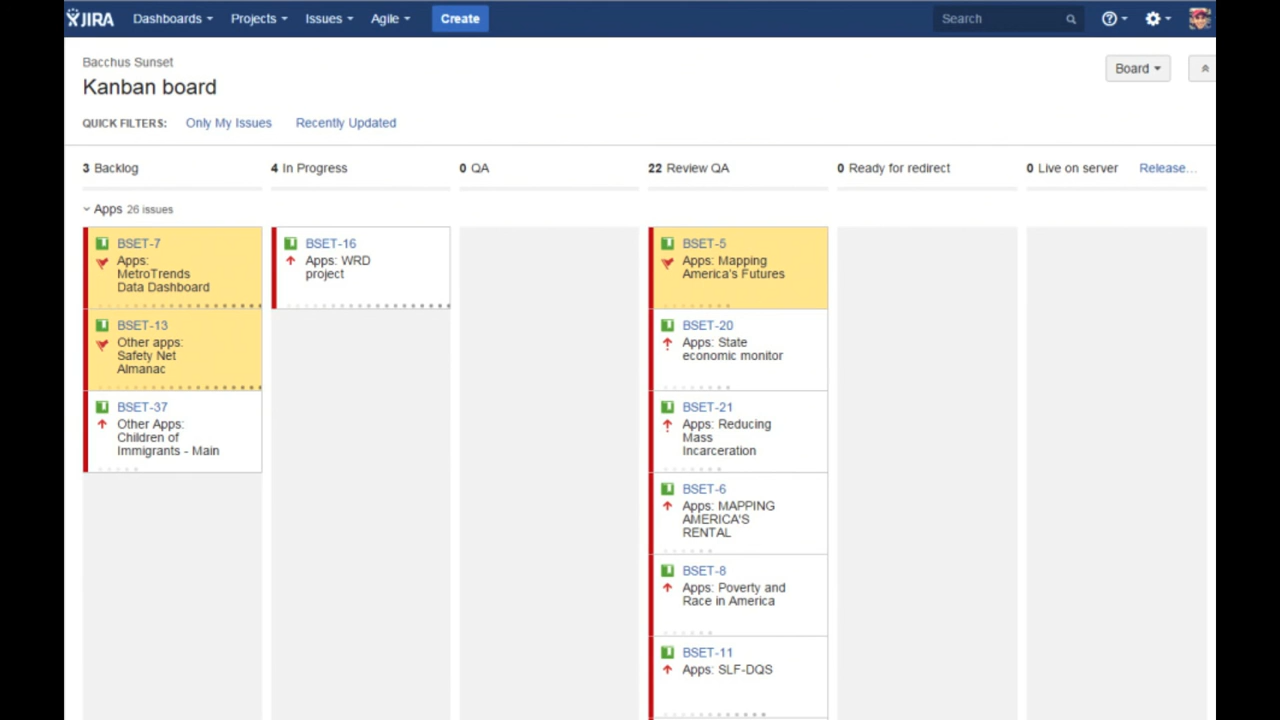 JIRA Dashboards Projects Issues Agile Create Search
Bacchus Sunset
Kanban board
Board
QUICK FILTERS: Only My Issues Recently Updated
3 Backlog 4 In Progress 0 QA 22 Review QA 0 Ready for redirect 0 Live on server Release...
Apps 26 issues
BSET-7
Apps:
MetroTrends
Data Dashboard
BSET-13
Other apps:
Safety Net
Almanac
BSET-37
Other Apps:
Children of
Immigrants - Main
BSET-16
Apps: WRD
project
BSET-5
Apps: Mapping
America's Futures
BSET-20
Apps: State
economic monitor
BSET-21
Apps: Reducing
Mass
Incarceration
BSET-6
Apps: MAPPING
AMERICA'S
RENTAL
BSET-8
Apps: Poverty and
Race in America
BSET-11
Apps: SLF-DQS